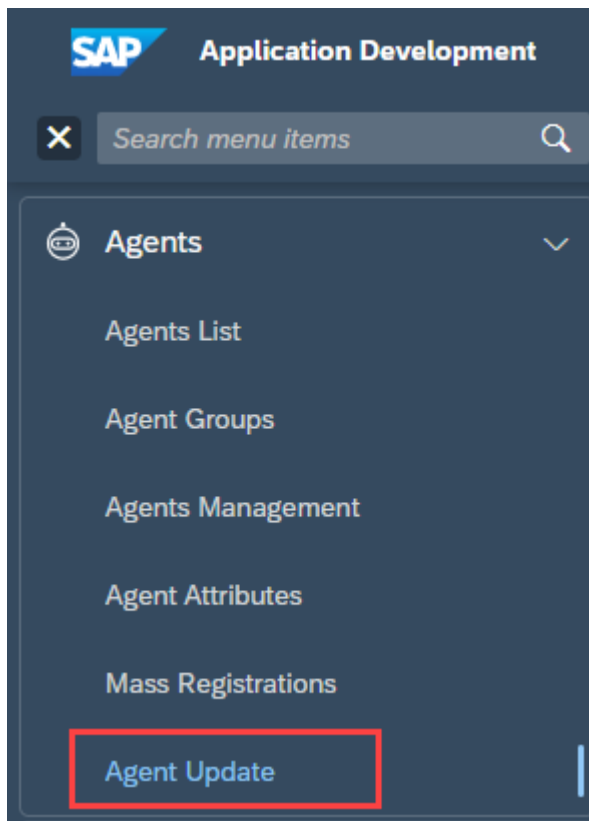 SAP Application Development
Search menu items
Agents
Agents List
Agent Groups
Agents Management
Agent Attributes
Mass Registrations
Agent Update